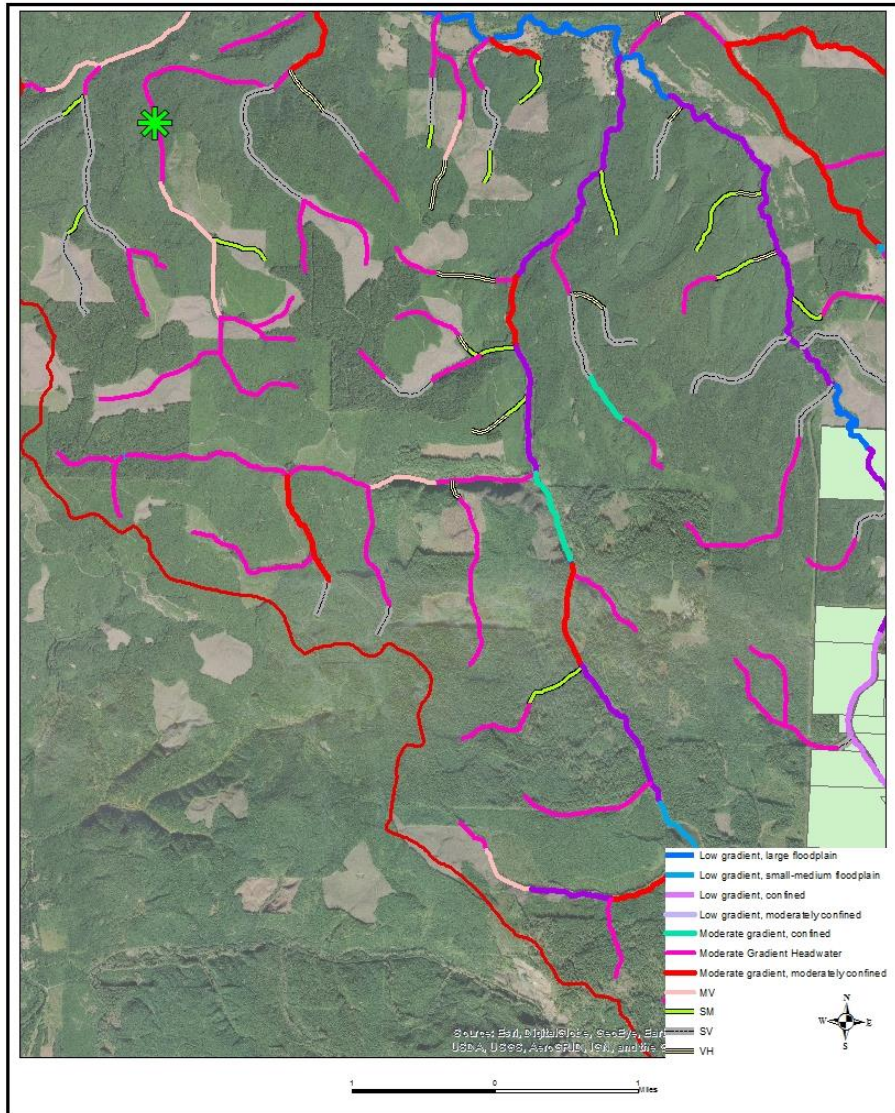 Low gradient, large floodplain
Low gradient, small-medium floodplain
Low gradient, confined
Low gradient, moderately confined
Moderate gradient, confined
Moderate Gradient Headwater
Moderate gradient, moderately confined
MV
SM
SV
VH
N
W E
S
Source: Esri, DigitalGlobe, GeoEye,
USDA, USGS, AeroGRID, IGN, and the
1 0 1
Miles